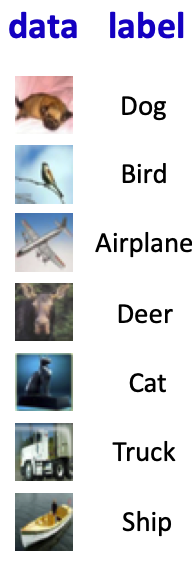 data label
Dog
Bird
Airplane
Deer
Cat
Truck
Ship